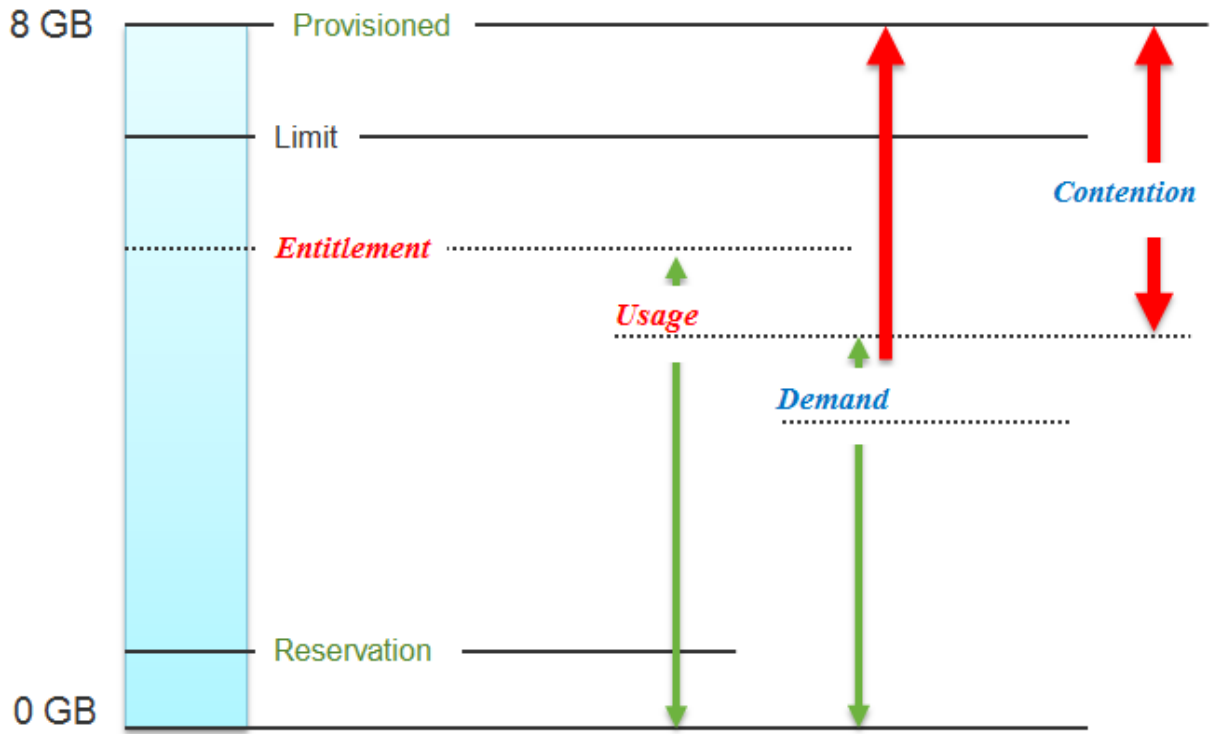 8 GB
Provisioned
Limit
Contention
Entitlement
Usage
Demand
Reservation
0 GB